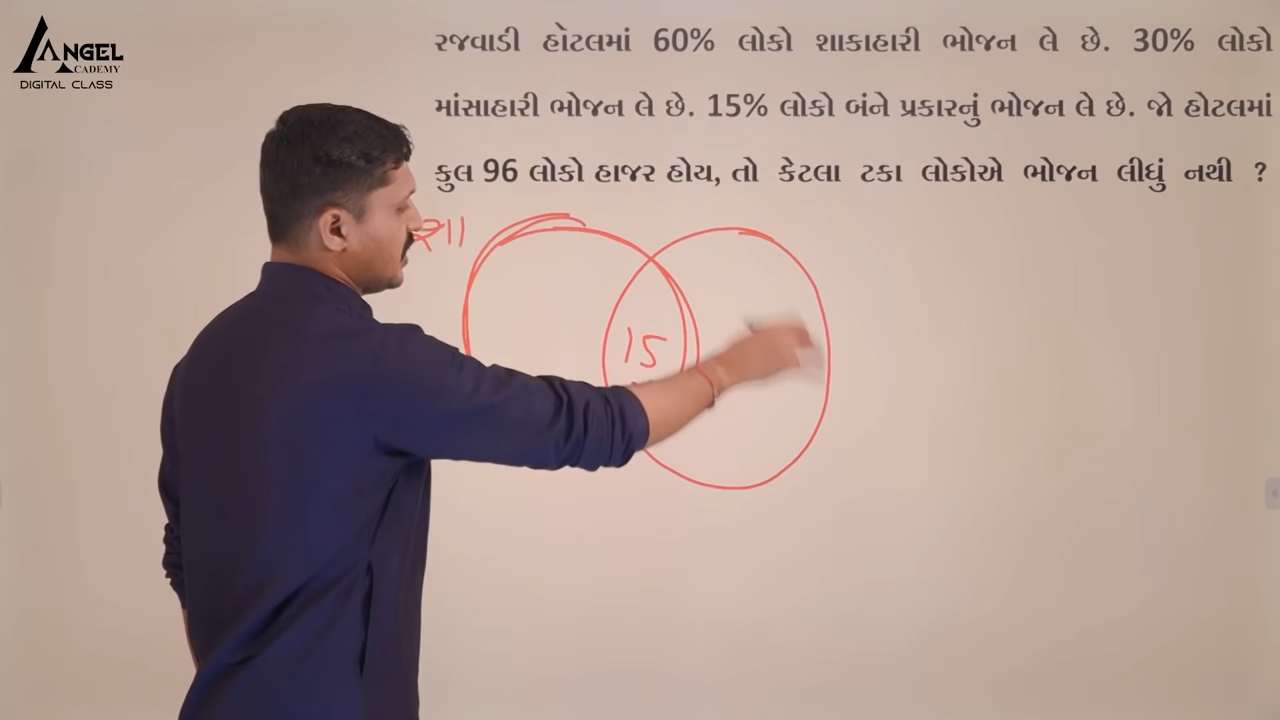 ANGEL
ACADEMY
DIGITAL CLASS
રજવાડી હોટલમાં 60% લોકો શાકાહારી ભોજન લે છે. 30% લોકો
માંસાહારી ભોજન લે છે. 15% લોકો બંને પ્રકારનું ભોજન લે છે. જો હોટલમાં
કુલ 96 લોકો હાજર હોય, તો કેટલા ટકા લોકોએ ભોજન લીધું નથી ?
શા
15